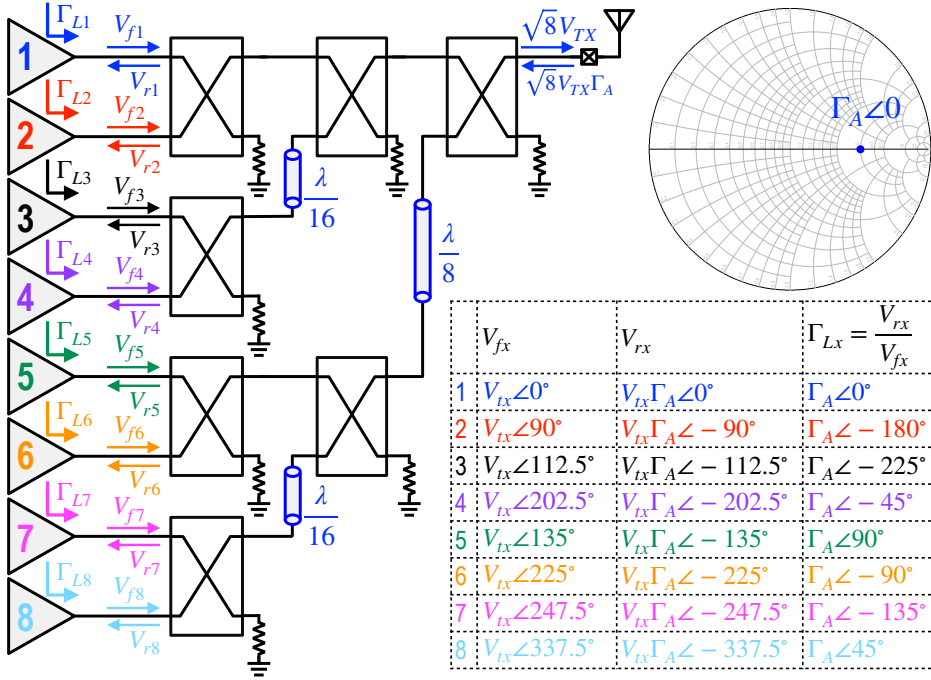 Γ_L1
V_f1
1
V_r1
Γ_L2
V_f2
2
V_r2
Γ_L3
V_f3
3
V_r3
Γ_L4
V_f4
4
V_r4
Γ_L5
V_f5
5
V_r5
Γ_L6
V_f6
6
V_r6
Γ_L7
V_f7
7
V_r7
Γ_L8
V_f8
8
V_r8
λ/16
λ/16
λ/8
√8V_TX
√8V_TXΓ_A
Γ_A∠0
V_fx V_rx Γ_Lx = V_rx/V_fx
1 V_tx∠0° V_txΓ_A∠0° Γ_A∠0°
2 V_tx∠90° V_txΓ_A∠ − 90° Γ_A∠ − 180°
3 V_tx∠112.5° V_txΓ_A∠ − 112.5° Γ_A∠ − 225°
4 V_tx∠202.5° V_txΓ_A∠ − 202.5° Γ_A∠ − 45°
5 V_tx∠135° V_txΓ_A∠ − 135° Γ_A∠90°
6 V_tx∠225° V_txΓ_A∠ − 225° Γ_A∠ − 90°
7 V_tx∠247.5° V_txΓ_A∠ − 247.5° Γ_A∠ − 135°
8 V_tx∠337.5° V_txΓ_A∠ − 337.5° Γ_A∠45°